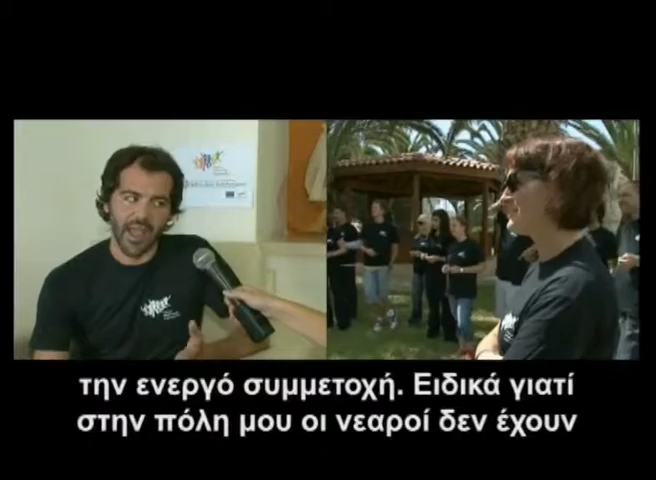 την ενεργό συμμετοχή. Ειδικά γιατί
στην πόλη μου οι νεαροί δεν έχουν